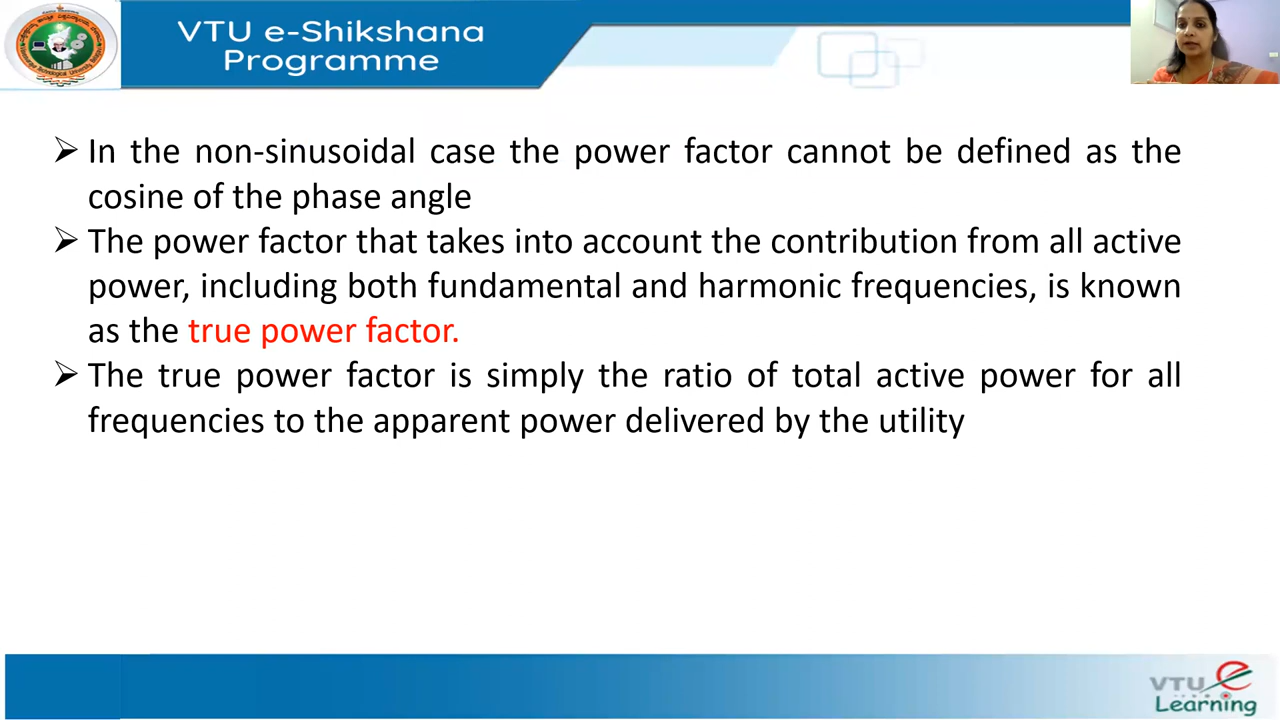 VTU e-Shikshana
Programme
➢ In the non-sinusoidal case the power factor cannot be defined as the
cosine of the phase angle
➢ The power factor that takes into account the contribution from all active
power, including both fundamental and harmonic frequencies, is known
as the true power factor.
➢ The true power factor is simply the ratio of total active power for all
frequencies to the apparent power delivered by the utility
VTU e
Learning